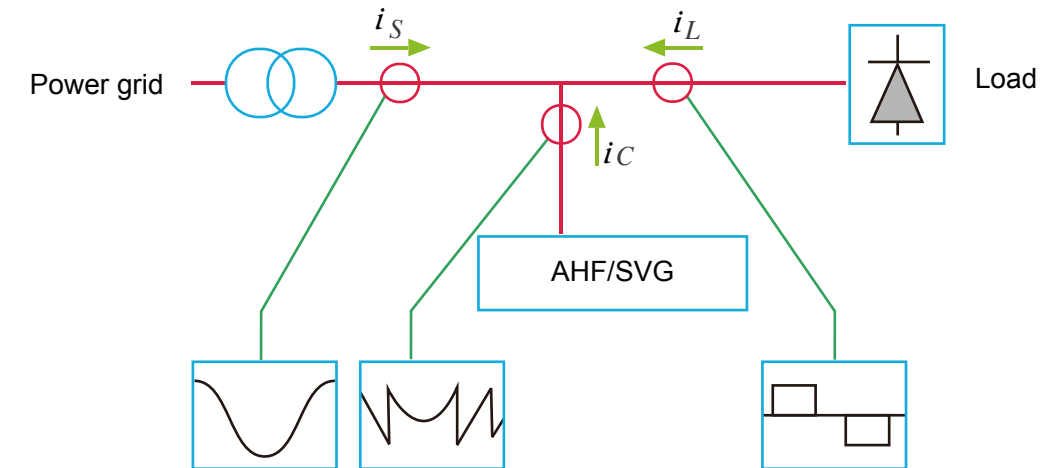 i_S
i_L
Power grid
Load
i_C
AHF/SVG